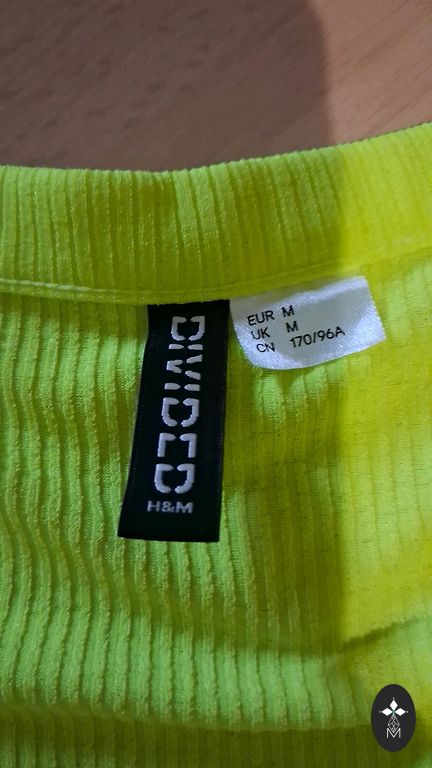 DIVIDED
H&M
EUR M
UK M
CN 170/96A
M